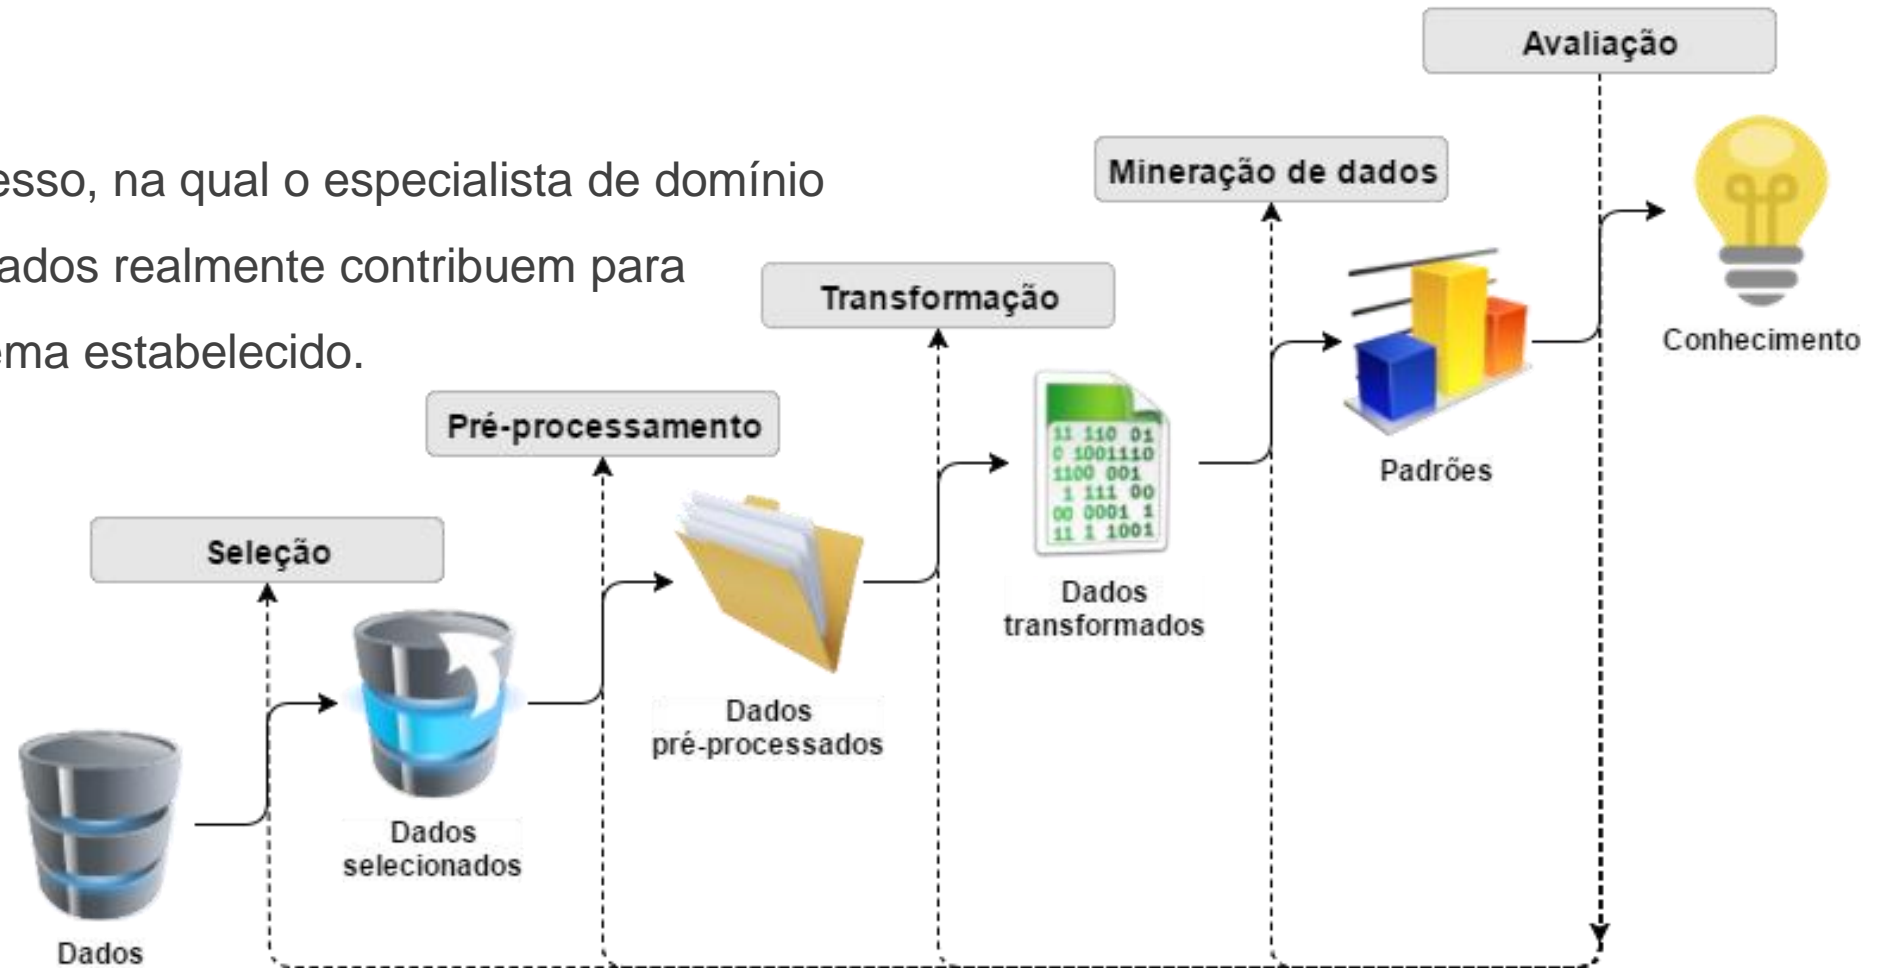 esso, na qual o especialista de domínio
ados realmente contribuem para
ema estabelecido.
Avaliação
Mineração de dados
Transformação
Pré-processamento
Seleção
Dados
Dados
selecionados
Dados
pré-processados
11 110 01
0 1001110
1100 001
1 111 00
00 0001 1
11 1 1001
Dados
transformados
Padrões
Conhecimento